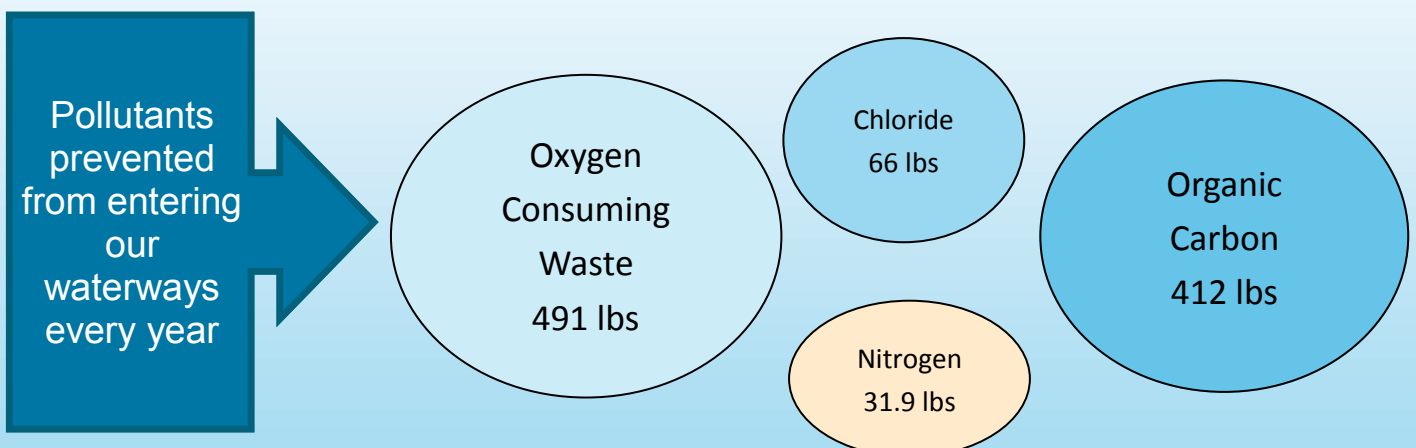 Pollutants
prevented
from entering
our
waterways
every year
Oxygen
Consuming
Waste
491 lbs
Chloride
66 lbs
Nitrogen
31.9 lbs
Organic
Carbon
412 lbs